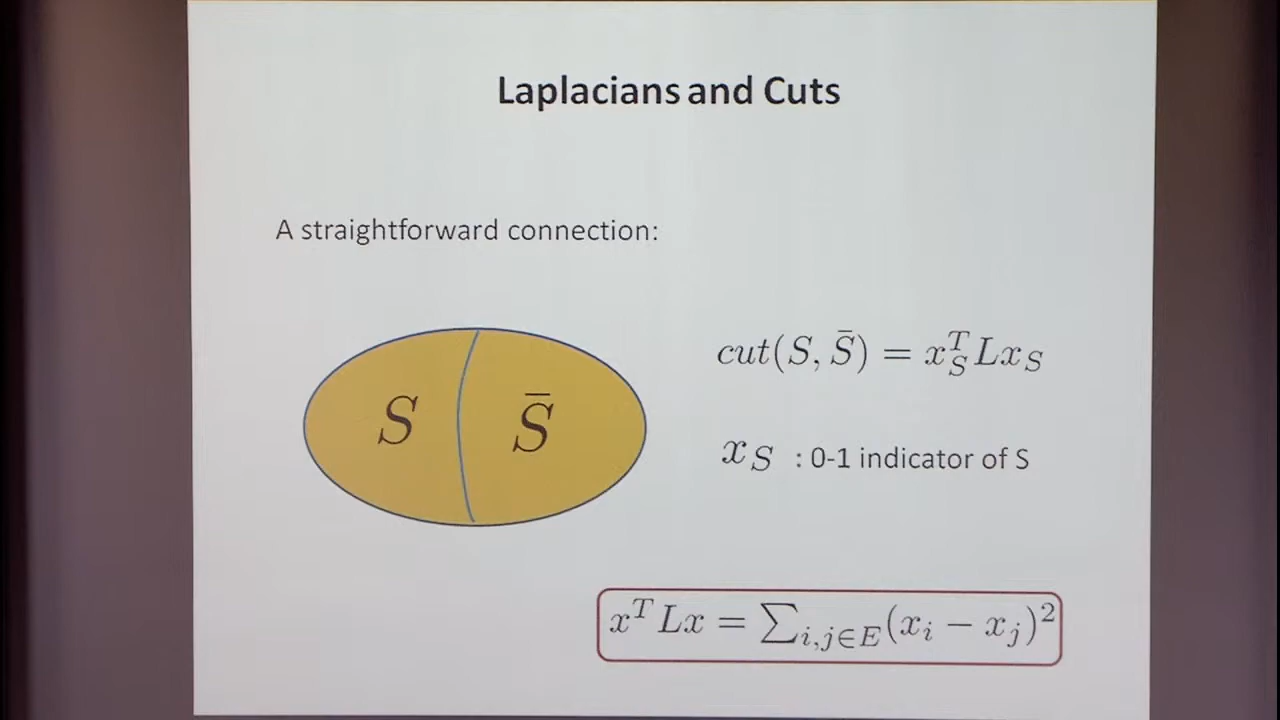 Laplacians and Cuts
A straightforward connection:
S S̄
cut(S, S̄) = x_S^T L x_S
x_S : 0-1 indicator of S
x^T L x = ∑_{i,j∈E} (x_i − x_j)^2